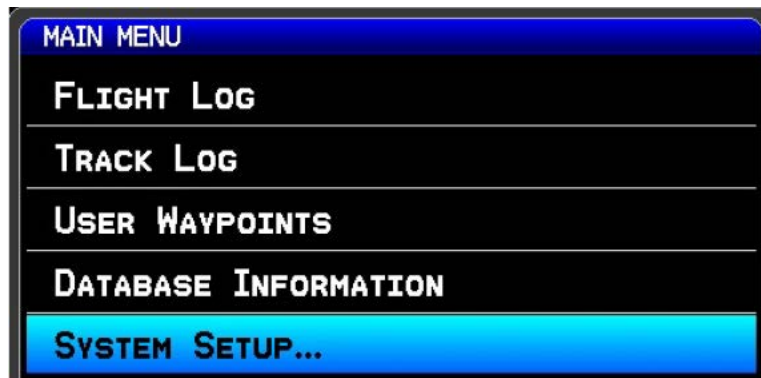 MAIN MENU
FLIGHT LOG
TRACK LOG
USER WAYPOINTS
DATABASE INFORMATION
SYSTEM SETUP...